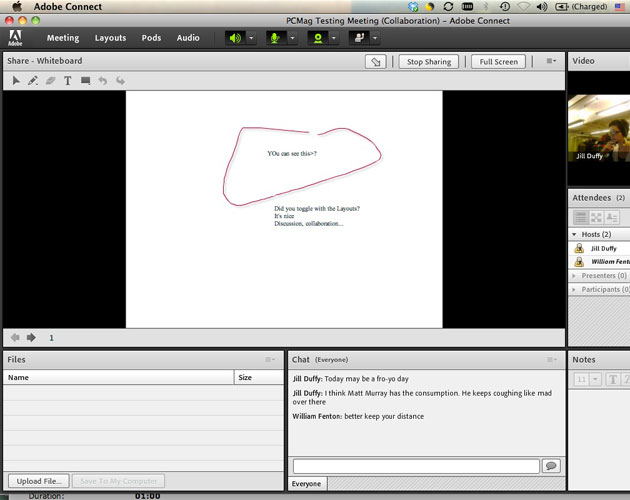 Adobe Connect
(Charged)
PCMag Testing Meeting (Collaboration) - Adobe Connect
Adobe
Meeting Layouts Pods Audio
Share - Whiteboard
Stop Sharing
Full Screen
Video
T
YOu can see this>?
Did you toggle with the Layouts?
It's nice
Discussion, collaboration...
Jill Duffy
Attendees (2)
Hosts (2)
Jill Duffy
William Fento
Presenters (0)
Participants (0)
1
Files
Name Size
Upload File...
Save To My Computer
Chat (Everyone)
Jill Duffy: Today may be a fro-yo day
Jill Duffy: I think Matt Murray has the consumption. He keeps coughing like mad
over there
William Fenton: better keep your distance
Everyone
Notes
11 T
Duration: 01:00